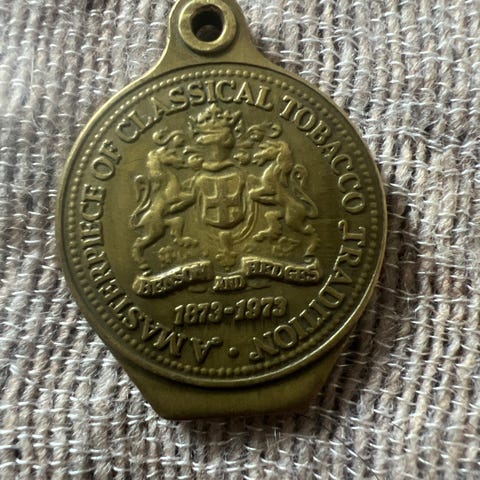 "A MASTERPIECE OF CLASSICAL TOBACCO TRADITION"
BENSON AND HEDGES
1873-1973